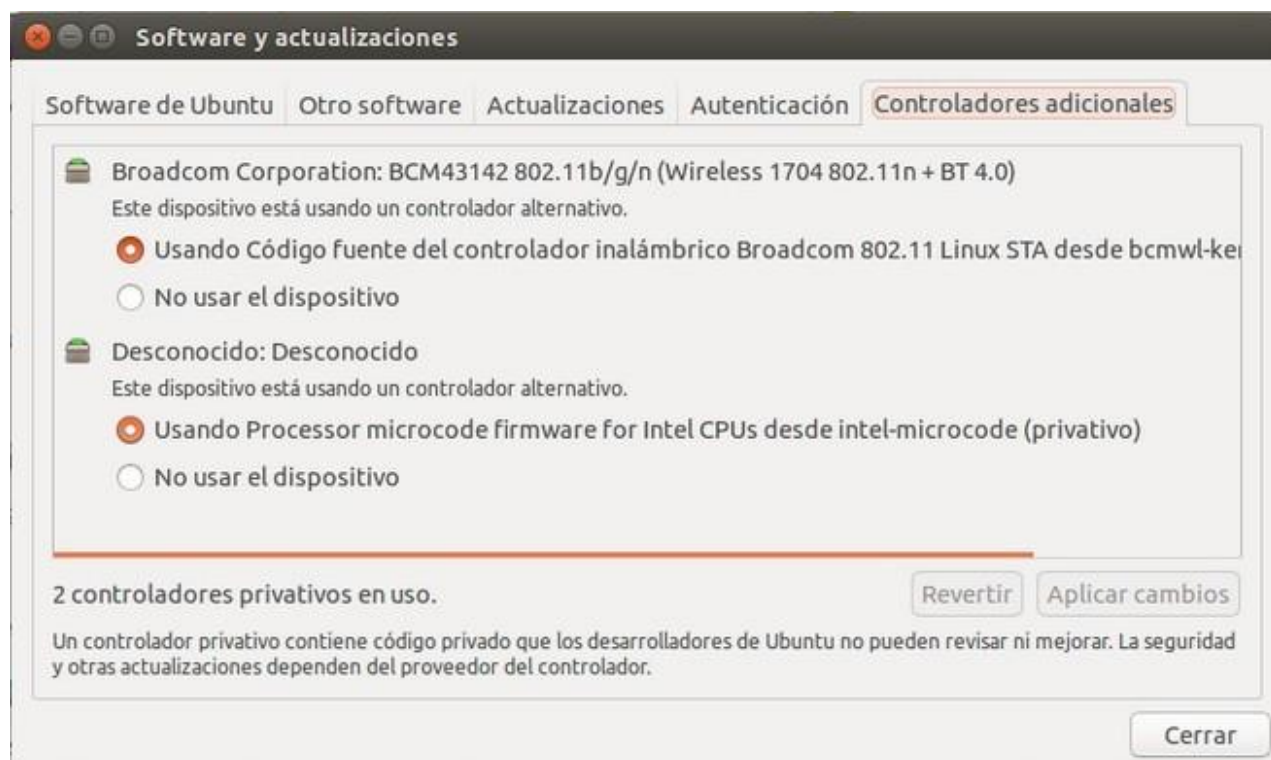 Software y actualizaciones
Software de Ubuntu Otro software Actualizaciones Autenticación Controladores adicionales
Broadcom Corporation: BCM43142 802.11b/g/n (Wireless 1704 802.11n + BT 4.0)
Este dispositivo está usando un controlador alternativo.
Usando Código fuente del controlador inalámbrico Broadcom 802.11 Linux STA desde bcmwl-ker
No usar el dispositivo
Desconocido: Desconocido
Este dispositivo está usando un controlador alternativo.
Usando Processor microcode firmware for Intel CPUs desde intel-microcode (privativo)
No usar el dispositivo
2 controladores privativos en uso.
Revertir Aplicar cambios
Un controlador privativo contiene código privado que los desarrolladores de Ubuntu no pueden revisar ni mejorar. La seguridad
y otras actualizaciones dependen del proveedor del controlador.
Cerrar